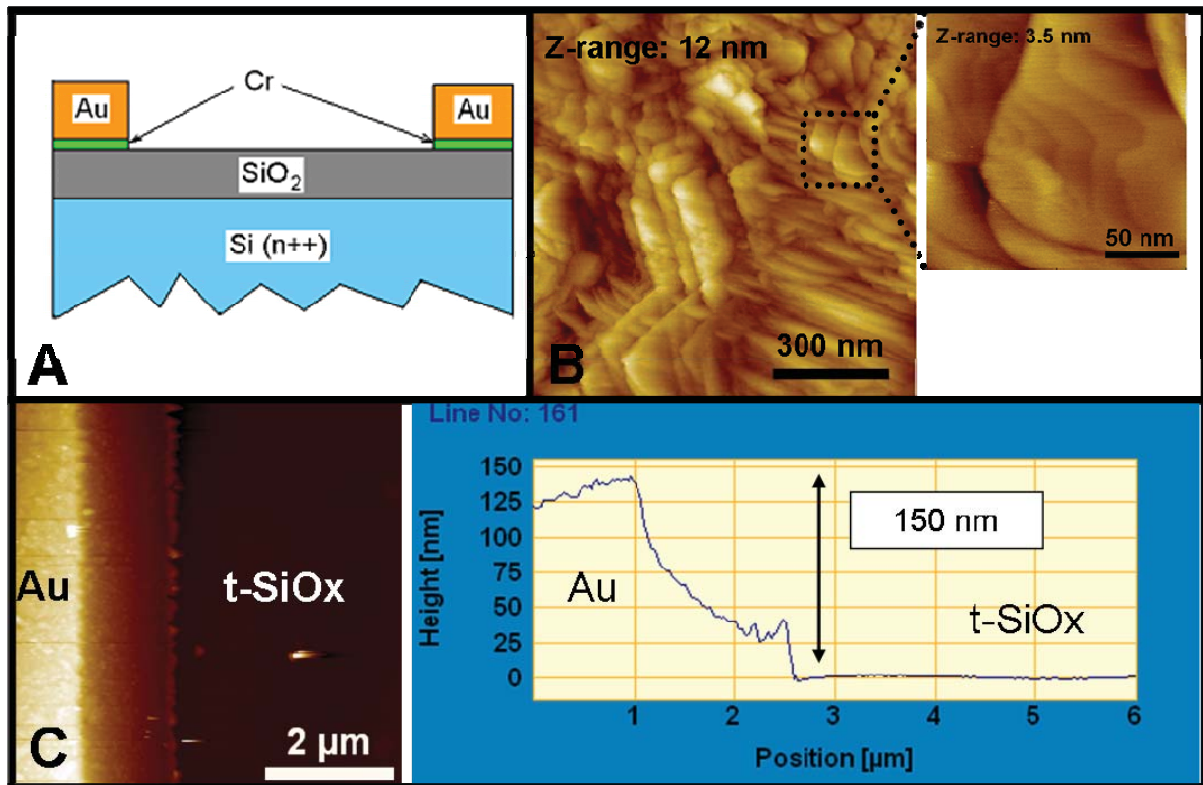 Cr
Au
Au
SiO2
Si (n++)
A
Z-range: 12 nm
300 nm
B
Z-range: 3.5 nm
50 nm
Au
t-SiOx
2 µm
C
Line No: 161
Height [nm]
150
125
100
75
50
25
0
150 nm
Au
t-SiOx
1 2 3 4 5 6
Position [µm]